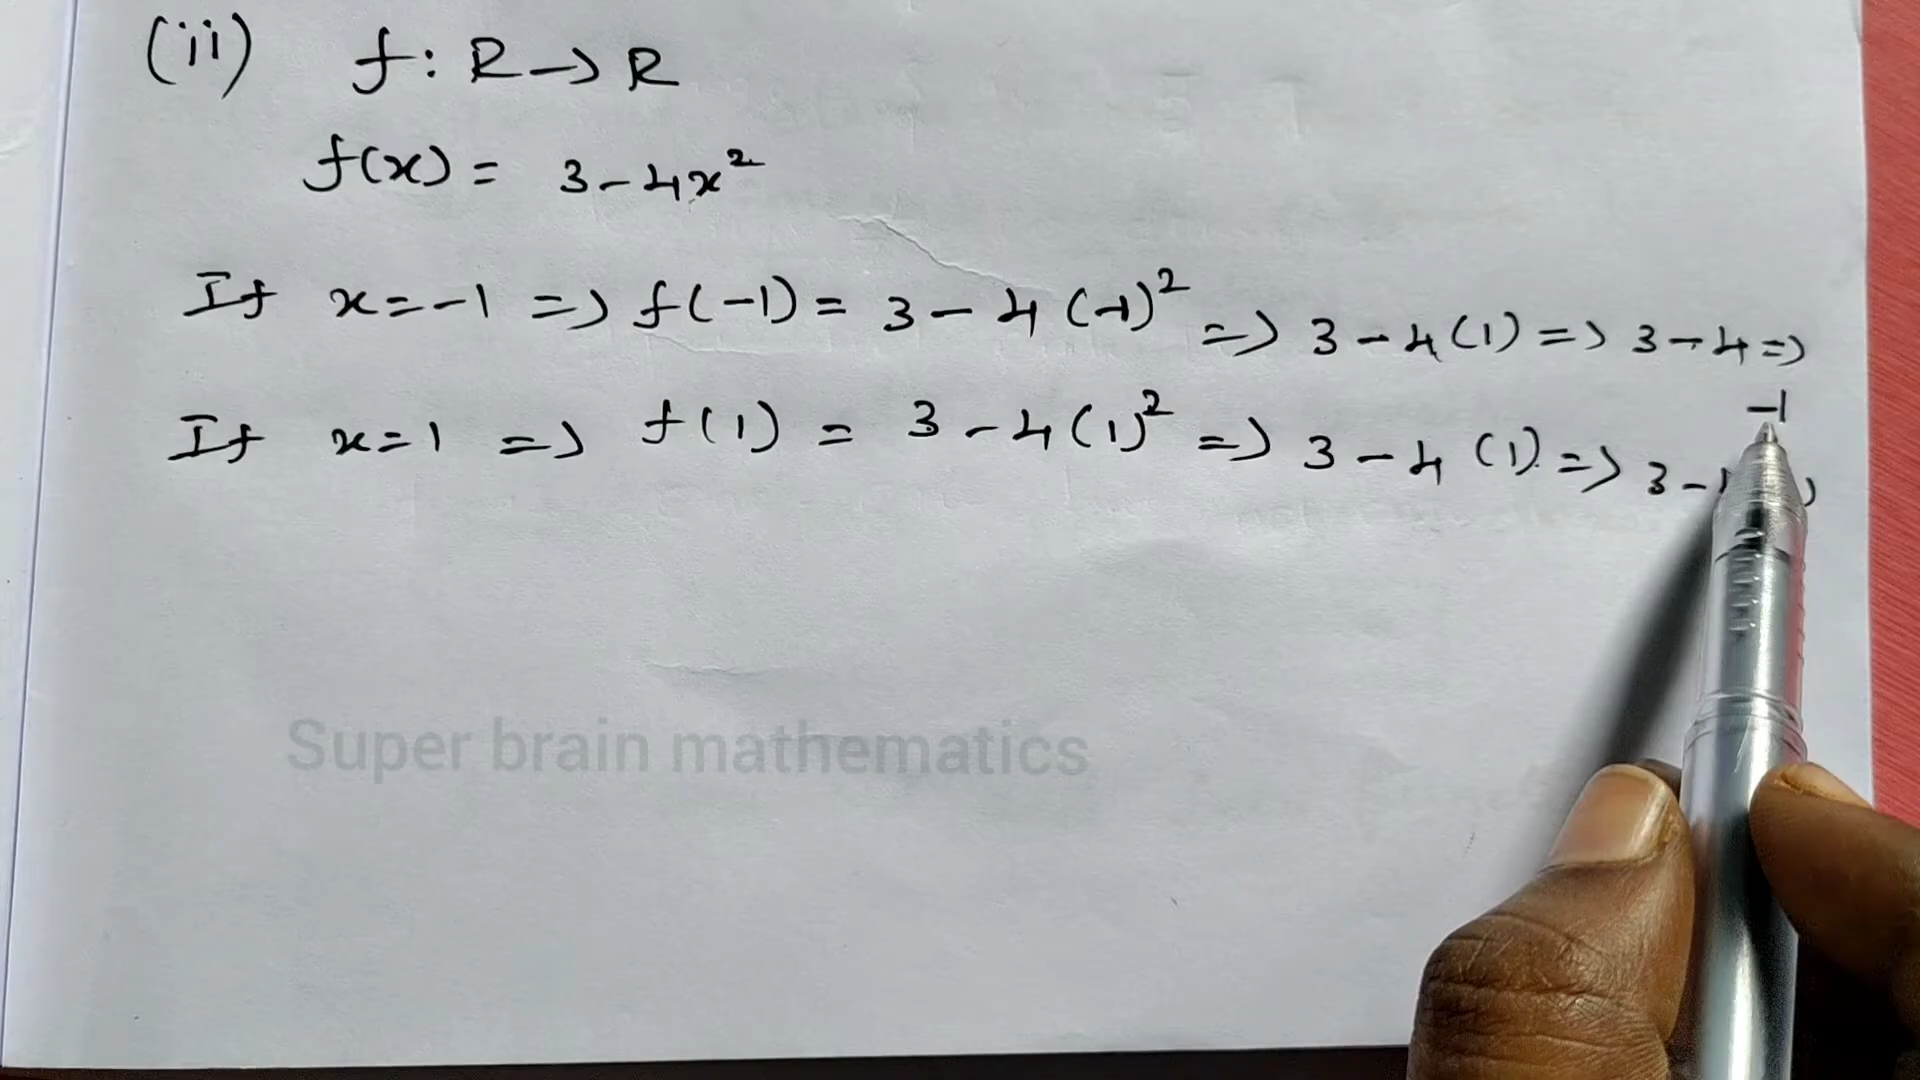 (ii) f: R→R
f(x) = 3-4x²
If x=-1 => f(-1) = 3-4(-1)² => 3-4(1) => 3-4 =>
-1
If x=1 => f(1) = 3-4(1)² => 3-4(1) => 3-
Super brain mathematics